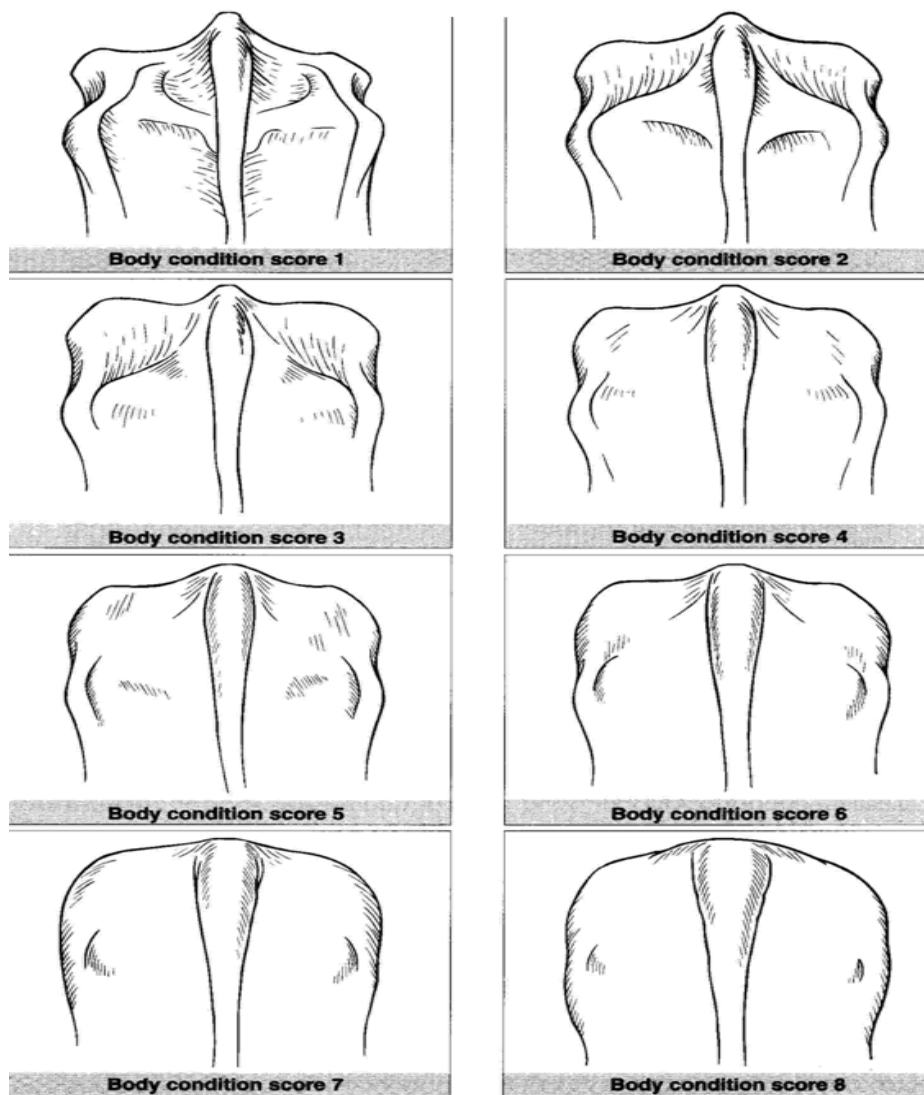 Body condition score 1
Body condition score 2
Body condition score 3
Body condition score 4
Body condition score 5
Body condition score 6
Body condition score 7
Body condition score 8